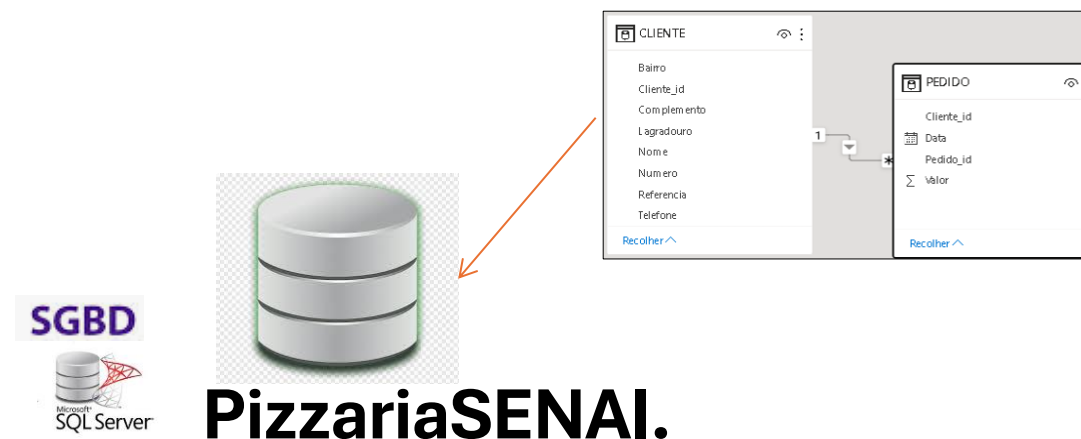 CLIENTE
Bairro
Cliente_id
Complemento
Lagradouro
Nome
Numero
Referencia
Telefone
Recolher
1
*
PEDIDO
Cliente_id
Data
Pedido_id
Σ Valor
Recolher
SGBD
Microsoft
SQL Server
PizzariaSENAI.